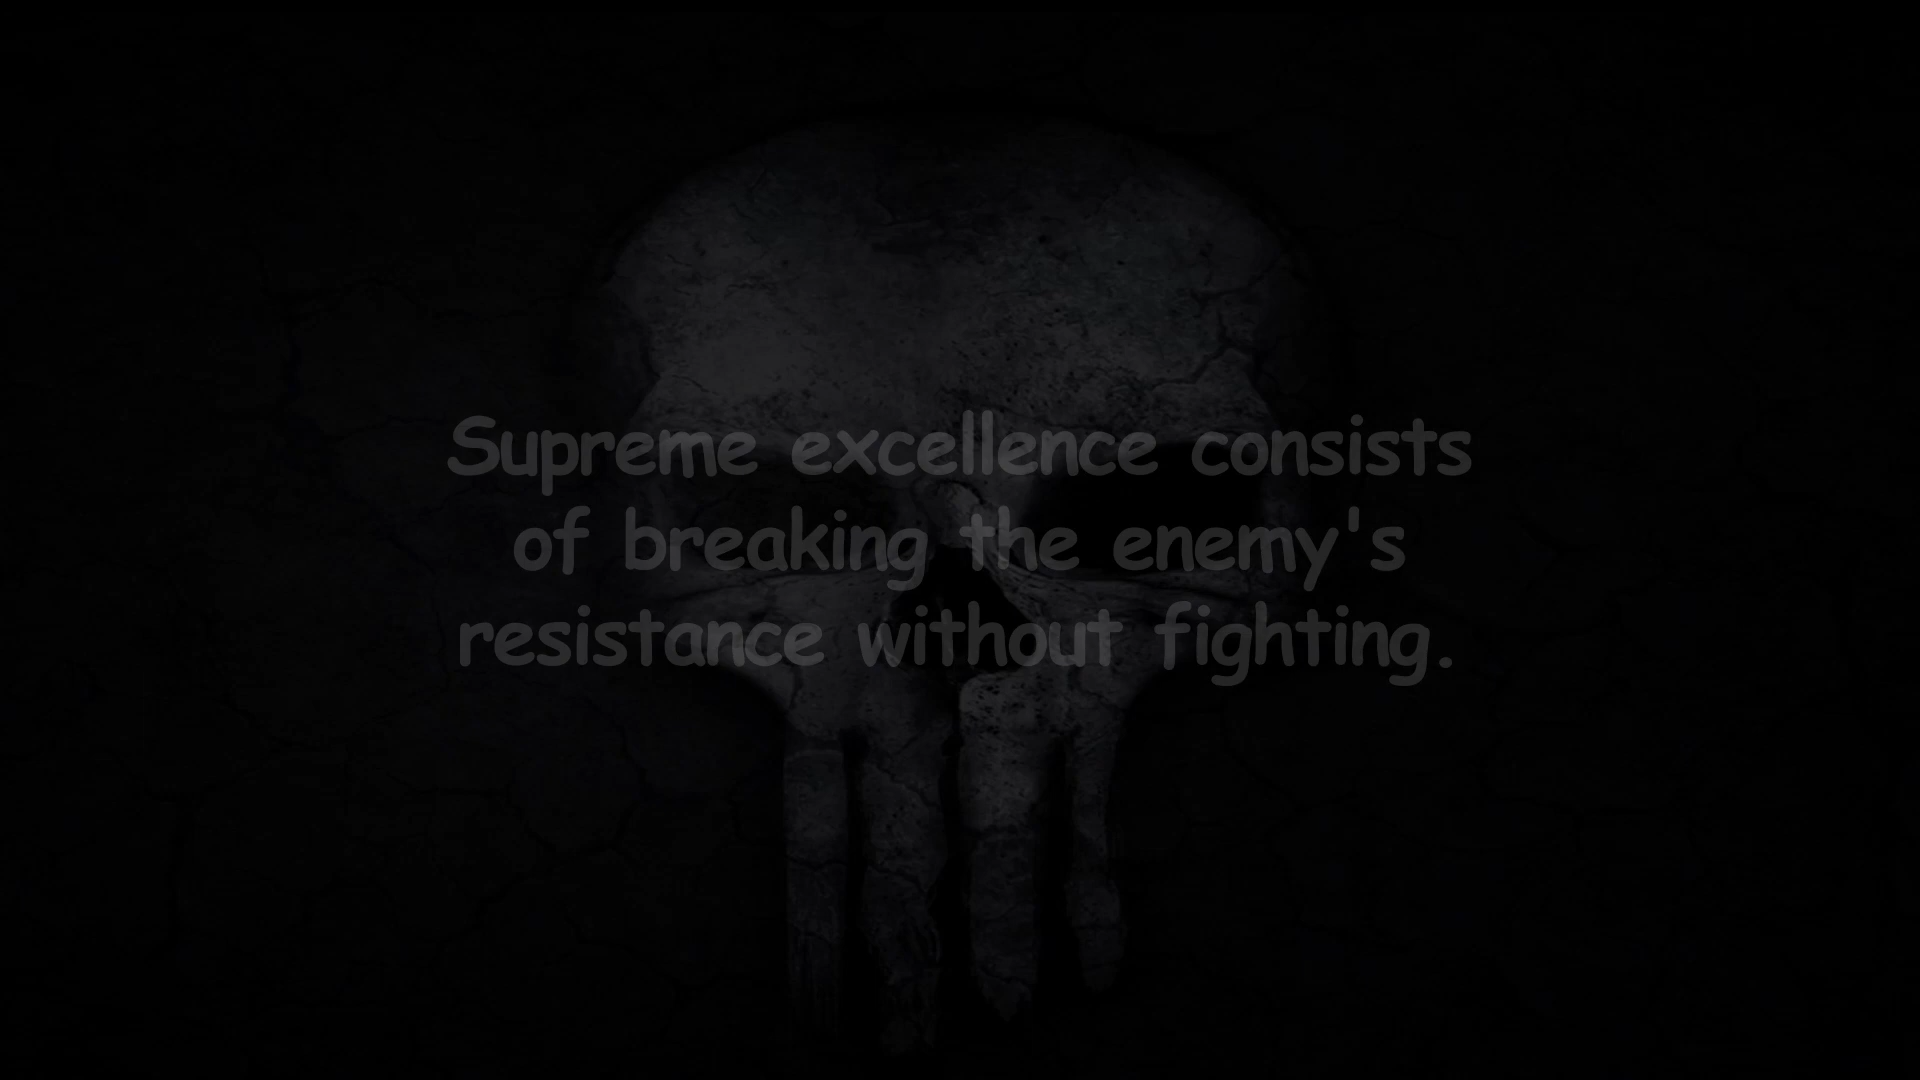 Supreme excellence consists
of breaking the enemy's
resistance without fighting.